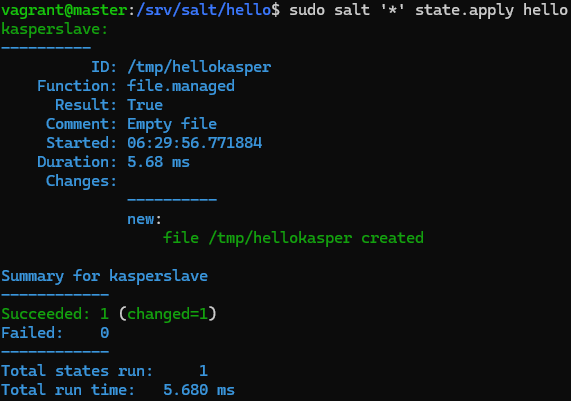 vagrant@master:/srv/salt/hello$ sudo salt '*' state.apply hello
kasperslave:
----------
          ID: /tmp/hellokasper
    Function: file.managed
      Result: True
     Comment: Empty file
     Started: 06:29:56.771884
    Duration: 5.68 ms
     Changes:
              ----------
              new:
                  file /tmp/hellokasper created

Summary for kasperslave
------------
Succeeded: 1 (changed=1)
Failed:    0
------------
Total states run:     1
Total run time:   5.680 ms